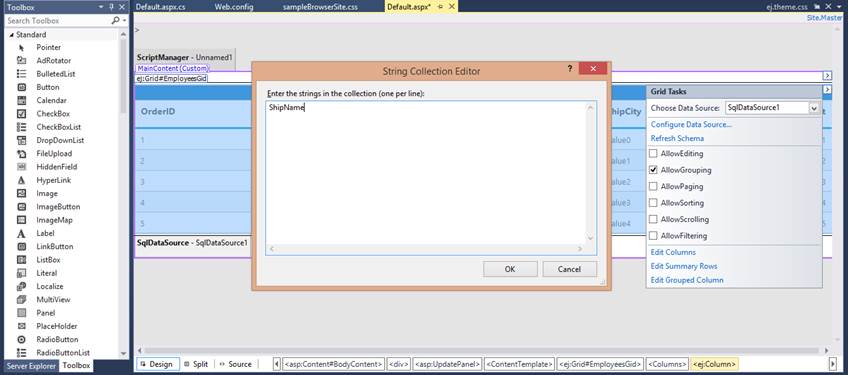 Toolbox
Search Toolbox
Standard
Pointer
AdRotator
BulletedList
Button
Calendar
CheckBox
CheckBoxList
DropDownList
FileUpload
HiddenField
HyperLink
Image
ImageButton
ImageMap
Label
LinkButton
ListBox
Literal
Localize
MultiView
Panel
PlaceHolder
RadioButton
RadioButtonList
Server Explorer Toolbox
Default.aspx.cs Web.config sampleBrowserSite.css Default.aspx* ej.theme.css
Site.Master
>
ScriptManager - Unnamed1
MainContent (Custom)
ej:Grid#EmployeesGid
OrderID
hipCity
1
2
3
4
5
alue0
alue1
alue2
alue3
alue4
SqlDataSource - SqlDataSource1
String Collection Editor
?
Enter the strings in the collection (one per line):
ShipName
OK Cancel
Grid Tasks
Choose Data Source: SqlDataSource1
Configure Data Source...
Refresh Schema
AllowEditing
AllowGrouping
AllowPaging
AllowSorting
AllowScrolling
AllowFiltering
Edit Columns
Edit Summary Rows
Edit Grouped Column
t
0
1
2
3
4
Design Split Source <asp:Content#BodyContent> <div> <asp:UpdatePanel> <ContentTemplate> <ej:Grid#EmployeesGid> <Columns> <ej:Column>